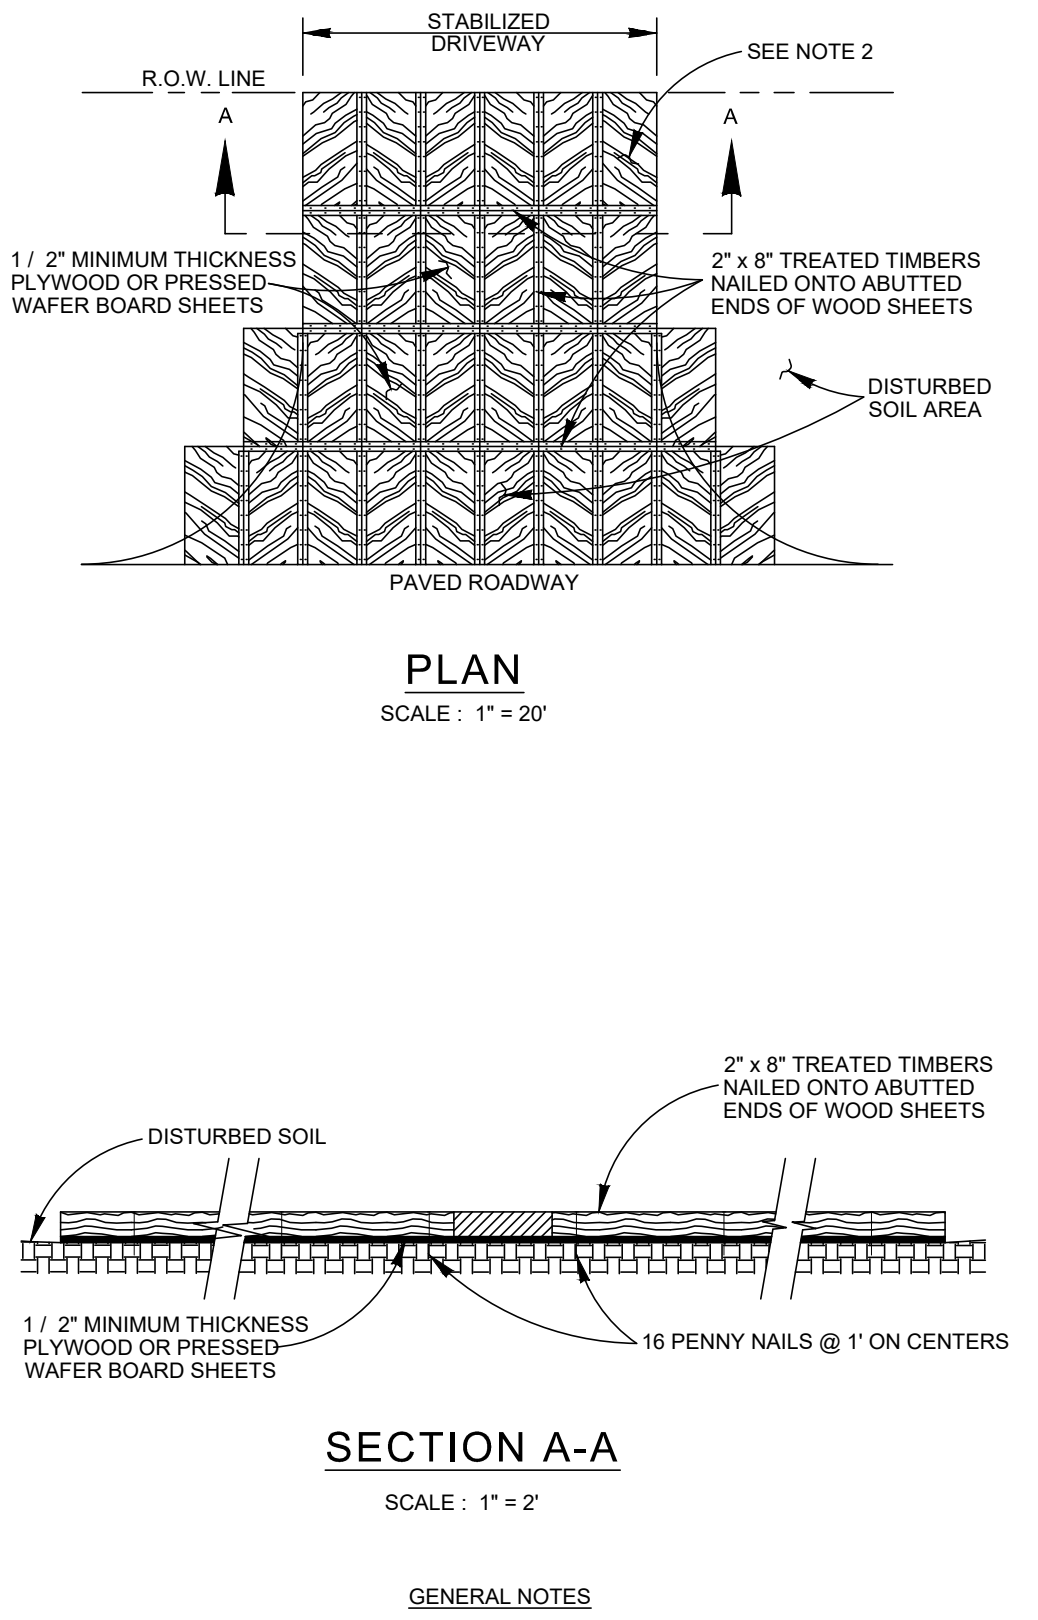 STABILIZED
DRIVEWAY
SEE NOTE 2
R.O.W. LINE
A
A
1 / 2" MINIMUM THICKNESS
PLYWOOD OR PRESSED
WAFER BOARD SHEETS
2" x 8" TREATED TIMBERS
NAILED ONTO ABUTTED
ENDS OF WOOD SHEETS
DISTURBED
SOIL AREA
PAVED ROADWAY
PLAN
SCALE : 1" = 20'
2" x 8" TREATED TIMBERS
NAILED ONTO ABUTTED
ENDS OF WOOD SHEETS
DISTURBED SOIL
1 / 2" MINIMUM THICKNESS
PLYWOOD OR PRESSED
WAFER BOARD SHEETS
16 PENNY NAILS @ 1' ON CENTERS
SECTION A-A
SCALE : 1" = 2'
GENERAL NOTES